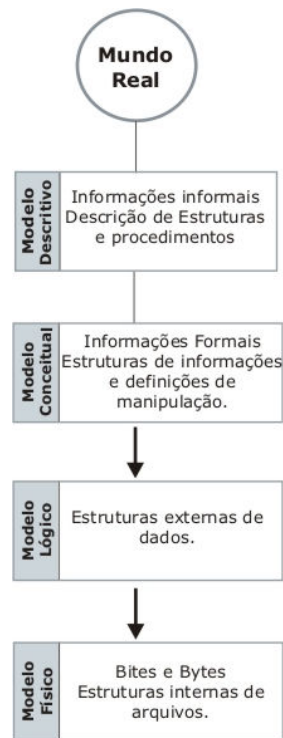 Mundo
Real
Modelo
Descritivo
Informações informais
Descrição de Estruturas
e procedimentos
Modelo
Conceitual
Informações Formais
Estruturas de informações
e definições de
manipulação.
Modelo
Lógico
Estruturas externas de
dados.
Modelo
Físico
Bites e Bytes
Estruturas internas de
arquivos.